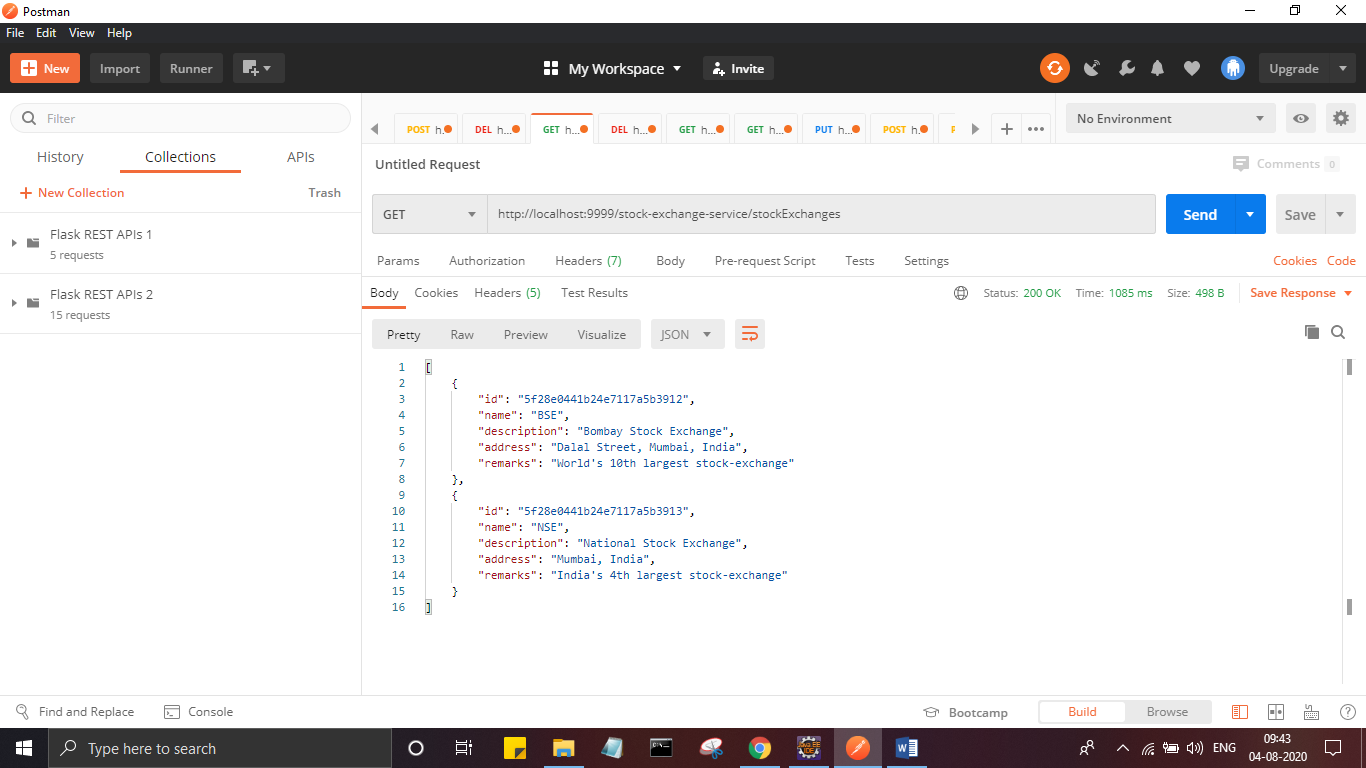 Postman
File Edit View Help
New Import Runner My Workspace Invite Upgrade
Filter
History Collections APIs
New Collection Trash
Flask REST APIs 1
5 requests
Flask REST APIs 2
15 requests
POST h... DEL h... GET h... DEL h... GET h... GET h... PUT h... POST h. P
No Environment
Untitled Request Comments 0
GET http://localhost:9999/stock-exchange-service/stockExchanges Send Save
Params Authorization Headers (7) Body Pre-request Script Tests Settings Cookies Code
Body Cookies Headers (5) Test Results Status: 200 OK Time: 1085 ms Size: 498 B Save Response
Pretty Raw Preview Visualize JSON
1 [
2 {
3 "id": "5f28e0441b24e7117a5b3912",
4 "name": "BSE",
5 "description": "Bombay Stock Exchange",
6 "address": "Dalal Street, Mumbai, India",
7 "remarks": "World's 10th largest stock-exchange"
8 },
9 {
10 "id": "5f28e0441b24e7117a5b3913",
11 "name": "NSE",
12 "description": "National Stock Exchange",
13 "address": "Mumbai, India",
14 "remarks": "India's 4th largest stock-exchange"
15 }
16 ]
Find and Replace Console Bootcamp Build Browse
Type here to search
ENG
09:43
04-08-2020